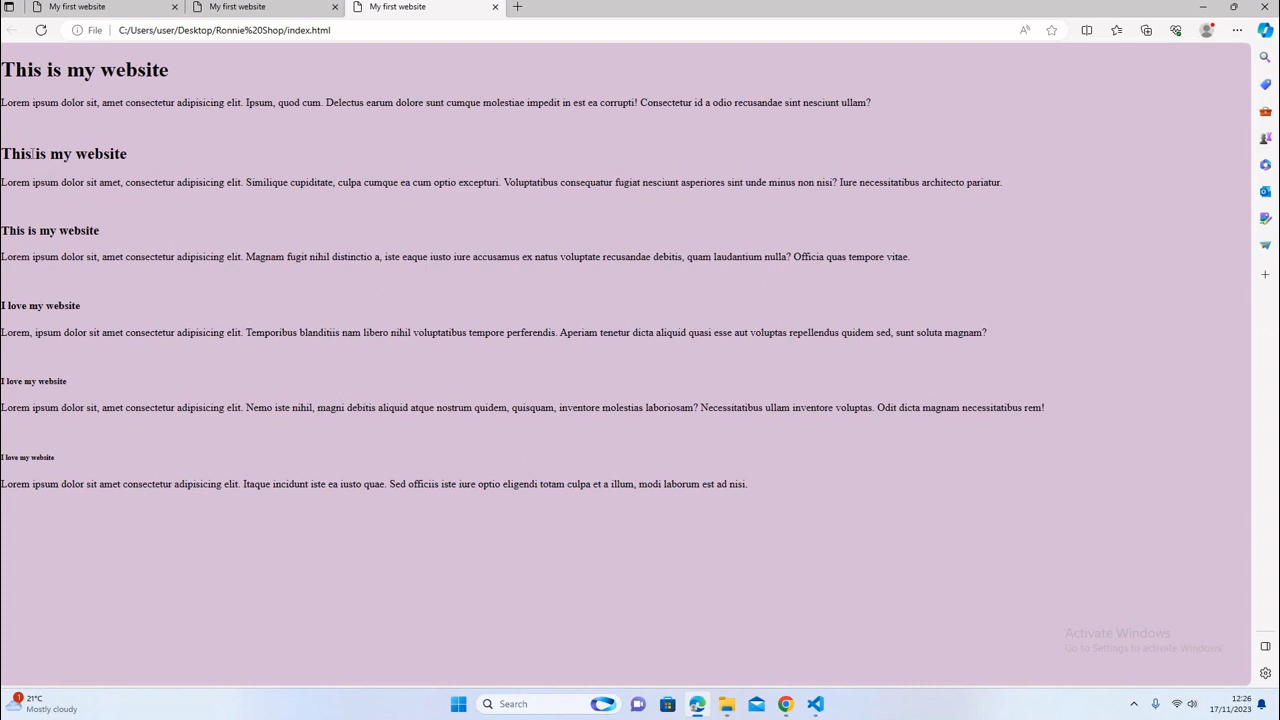 My first website
My first website
My first website
File
C:/Users/user/Desktop/Ronnie%20Shop/index.html
This is my website
Lorem ipsum dolor sit, amet consectetur adipisicing elit. Ipsum, quod cum. Delectus earum dolore sunt cumque molestiae impedit in est ea corrupti! Consectetur id a odio recusandae sint nesciunt ullam?
This is my website
Lorem ipsum dolor sit amet, consectetur adipisicing elit. Similique cupiditate, culpa cumque ea cum optio excepturi. Voluptatibus consequatur fugiat nesciunt asperiores sint unde minus non nisi? Iure necessitatibus architecto pariatur.
This is my website
Lorem ipsum dolor sit, amet consectetur adipisicing elit. Magnam fugit nihil distinctio a, iste eaque iusto iure accusamus ex natus voluptate recusandae debitis, quam laudantium nulla? Officia quas tempore vitae.
I love my website
Lorem, ipsum dolor sit amet consectetur adipisicing elit. Temporibus blanditiis nam libero nihil voluptatibus tempore perferendis. Aperiam tenetur dicta aliquid quasi esse aut voluptas repellendus quidem sed, sunt soluta magnam?
I love my website
Lorem ipsum dolor sit, amet consectetur adipisicing elit. Nemo iste nihil, magni debitis aliquid atque nostrum quidem, quisquam, inventore molestias laboriosam? Necessitatibus ullam inventore voluptas. Odit dicta magnam necessitatibus rem!
I love my website
Lorem ipsum dolor sit amet consectetur adipisicing elit. Itaque incidunt iste ea iusto quae. Sed officiis iste iure optio eligendi totam culpa et a illum, modi laborum est ad nisi.
Activate Windows
Go to Settings to activate Windows.
1
21°C
Mostly cloudy
Search
12:26
17/11/2023